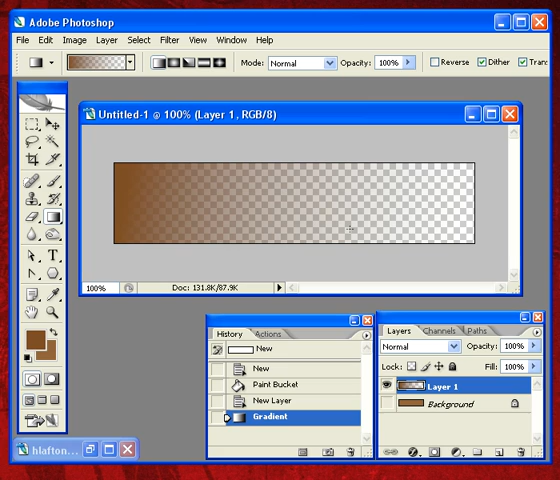 Adobe Photoshop
File Edit Image Layer Select Filter View Window Help
Mode: Normal Opacity: 100% Reverse Dither Trans
Untitled-1 @ 100% (Layer 1, RGB/8)
100% Doc: 131.8K/87.9K
History Actions
New
New
Paint Bucket
New Layer
Gradient
Layers Channels Paths
Normal Opacity: 100%
Lock: Fill: 100%
Layer 1
Background
hlafton...